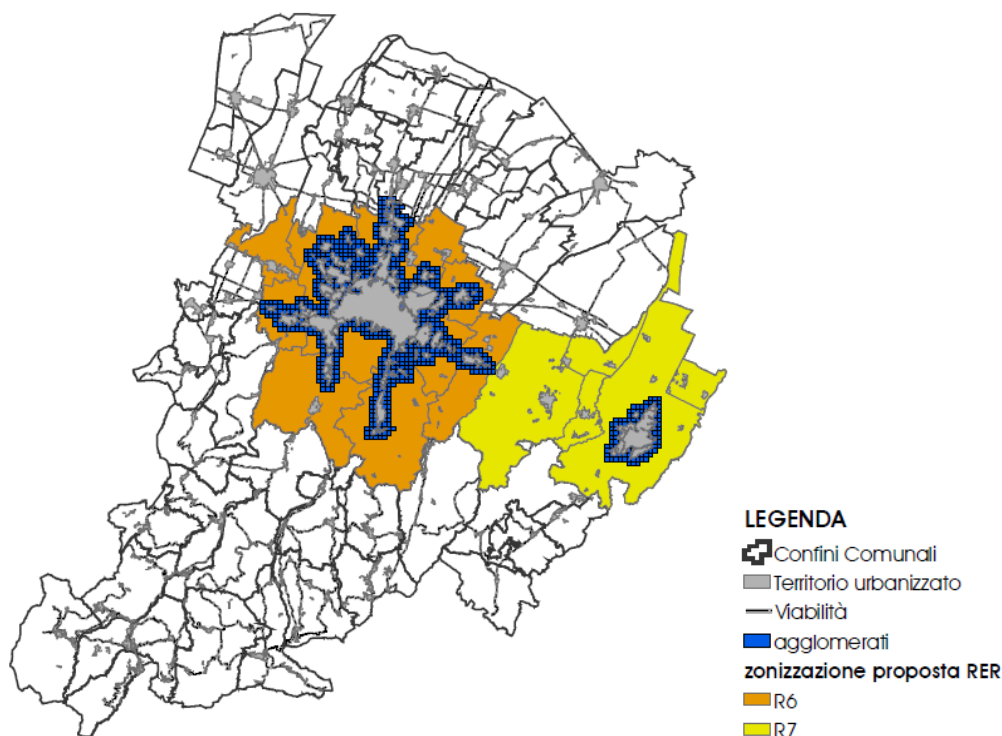 LEGENDA
Confini Comunali
Territorio urbanizzato
Viabilità
agglomerati
zonizzazione proposta RER
R6
R7